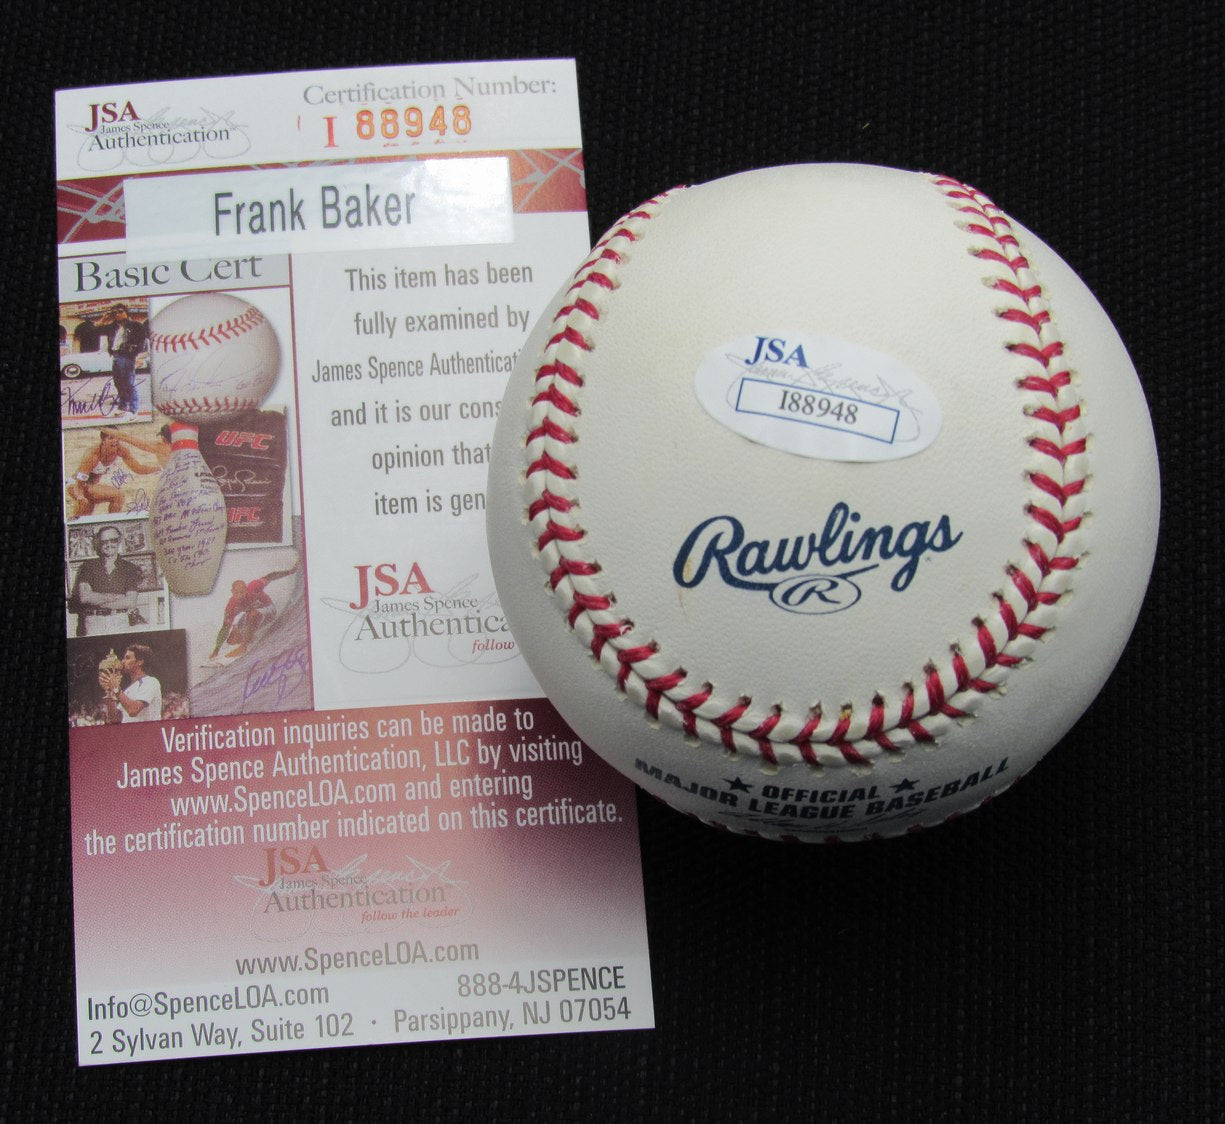 JSA
James Spence
Authentication
Certification Number:
I 88948
Frank Baker
Basic Cert
This item has been
fully examined by
James Spence Authenticati
and it is our cons
opinion that
item is gen
UFC
UFC
JSA
James Spence
Authentica
follow
Verification inquiries can be made to
James Spence Authentication, LLC by visiting
www.SpenceLOA.com and entering
the certification number indicated on this certificate.
JSA
James Spence
Authentication
follow the leader
www.SpenceLOA.com
Info@SpenceLOA.com
888-4JSPENCE
2 Sylvan Way, Suite 102 · Parsippany, NJ 07054
JSA
I88948
Rawlings
R
★ OFFICIAL ★
MAJOR LEAGUE BASEBALL